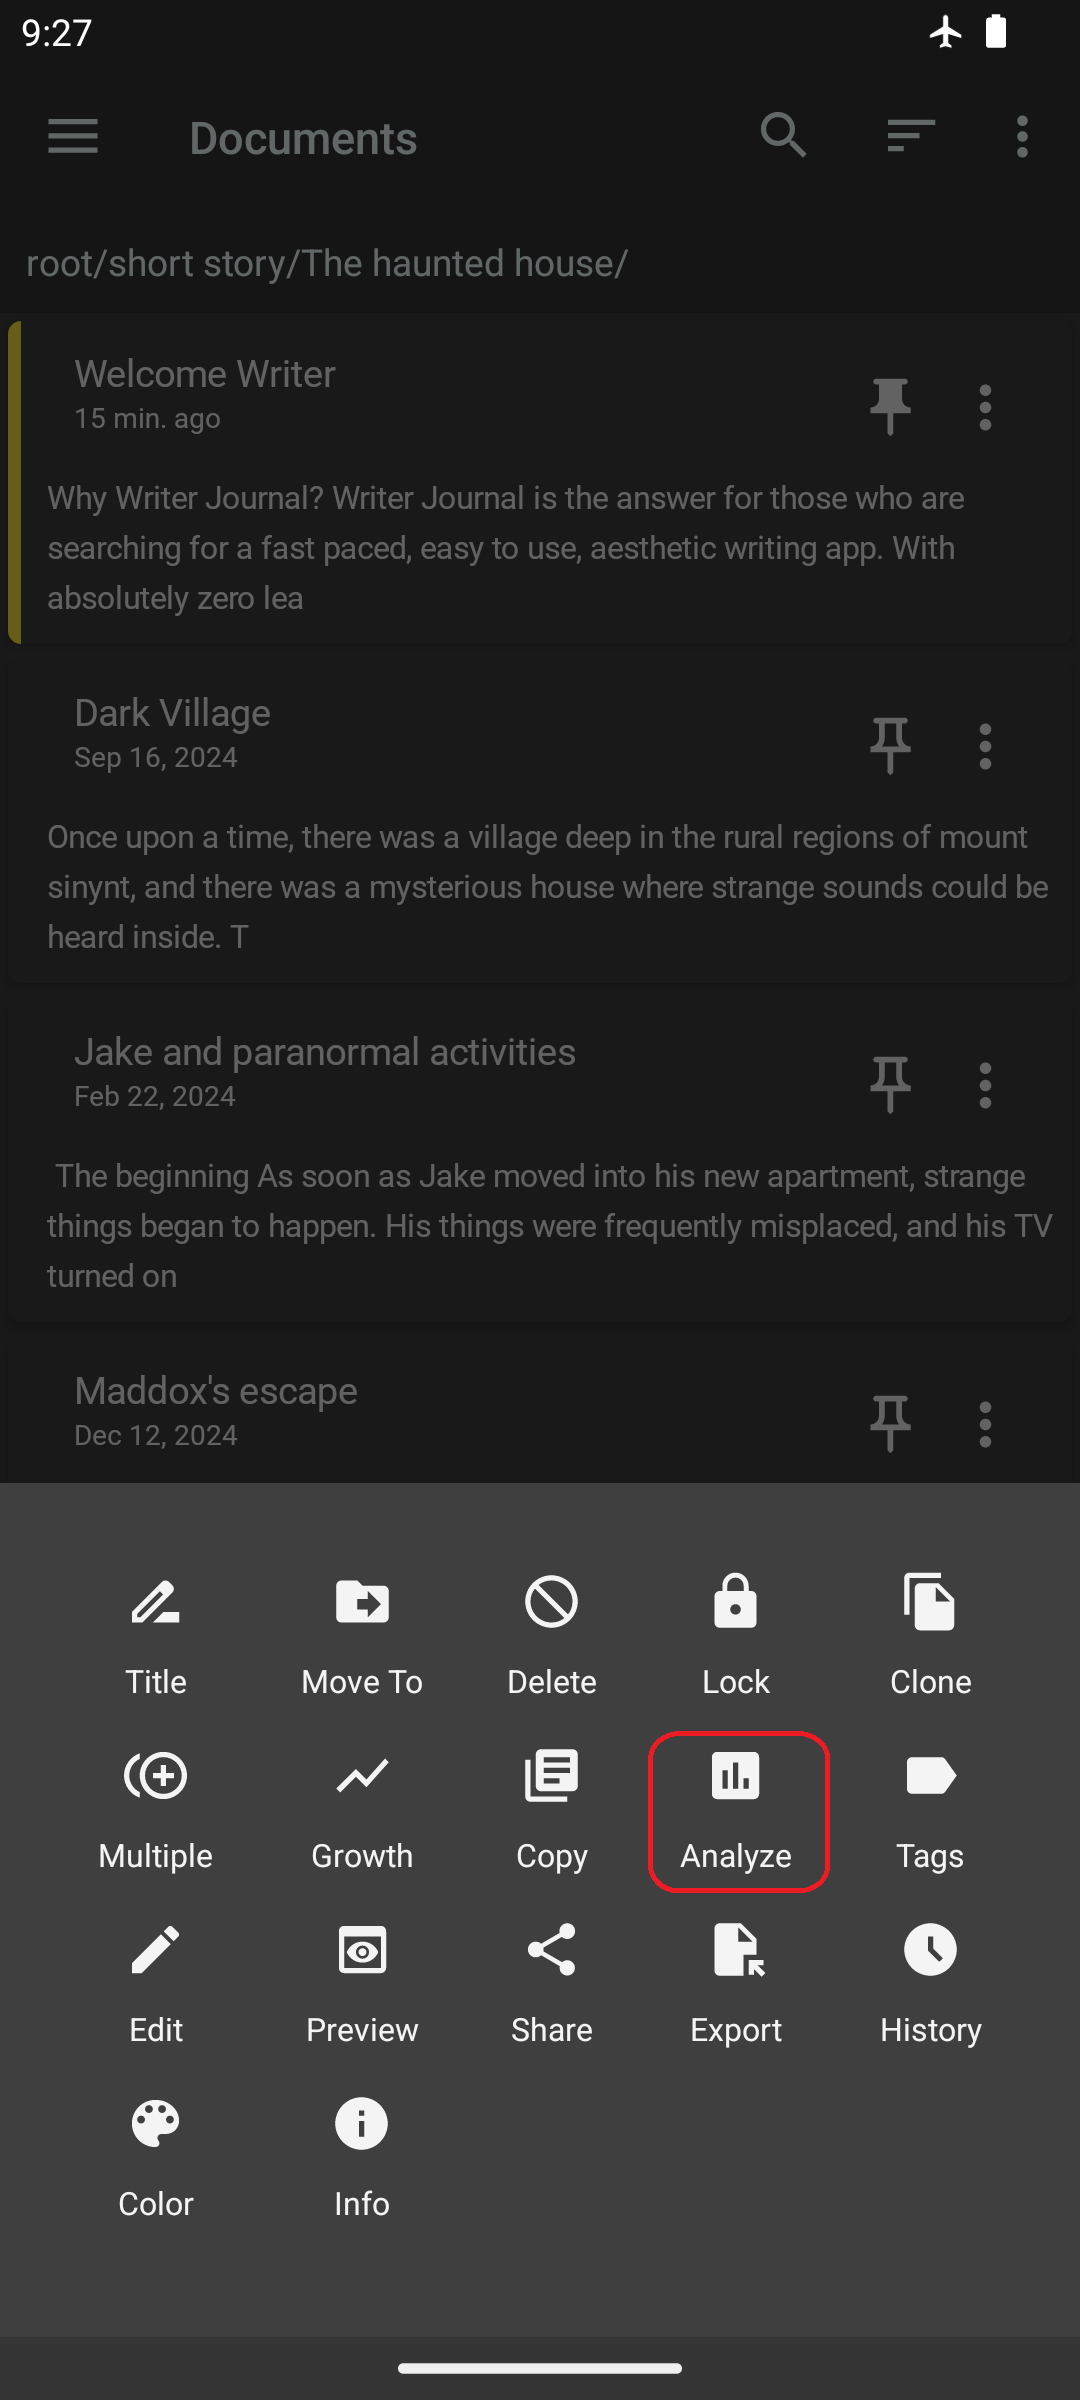 9:27
Documents
root/short story/The haunted house/
Welcome Writer
15 min. ago
Why Writer Journal? Writer Journal is the answer for those who are
searching for a fast paced, easy to use, aesthetic writing app. With
absolutely zero lea
Dark Village
Sep 16, 2024
Once upon a time, there was a village deep in the rural regions of mount
sinynt, and there was a mysterious house where strange sounds could be
heard inside. T
Jake and paranormal activities
Feb 22, 2024
The beginning As soon as Jake moved into his new apartment, strange
things began to happen. His things were frequently misplaced, and his TV
turned on
Maddox's escape
Dec 12, 2024
Title Move To Delete Lock Clone
Multiple Growth Copy Analyze Tags
Edit Preview Share Export History
Color Info